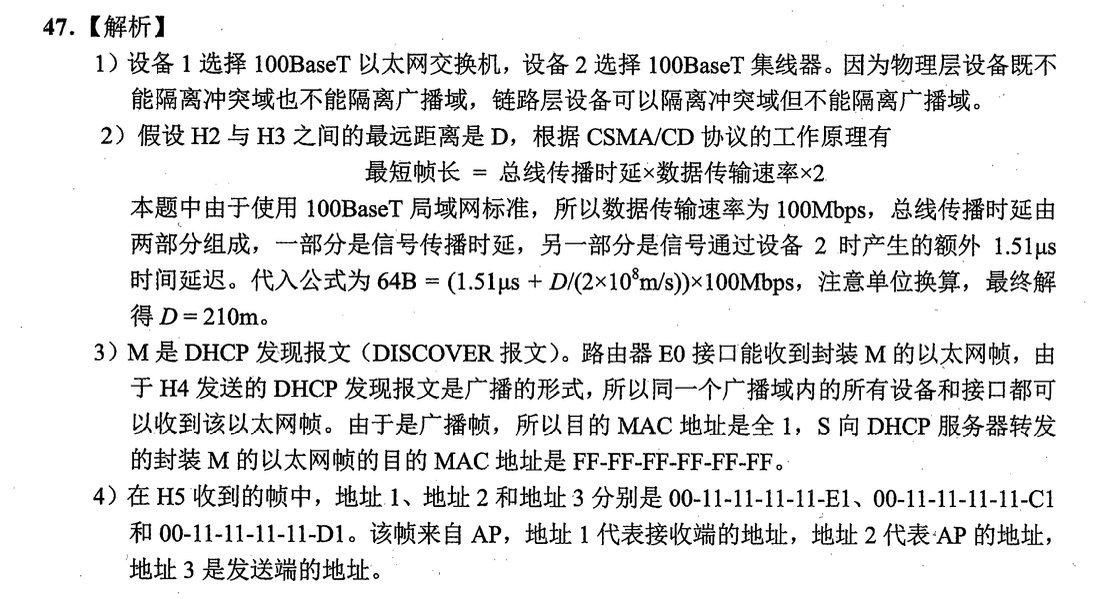 47.【解析】
1）设备 1 选择 100BaseT 以太网交换机，设备 2 选择 100BaseT 集线器。因为物理层设备既不
能隔离冲突域也不能隔离广播域，链路层设备可以隔离冲突域但不能隔离广播域。
2）假设 H2 与 H3 之间的最远距离是 D，根据 CSMA/CD 协议的工作原理有
最短帧长 = 总线传播时延×数据传输速率×2
本题中由于使用 100BaseT 局域网标准，所以数据传输速率为 100Mbps，总线传播时延由
两部分组成，一部分是信号传播时延，另一部分是信号通过设备 2 时产生的额外 1.51μs
时间延迟。代入公式为 64B = (1.51μs + D/(2×10⁸m/s))×100Mbps，注意单位换算，最终解
得 D = 210m。
3）M 是 DHCP 发现报文（DISCOVER 报文）。路由器 E0 接口能收到封装 M 的以太网帧，由
于 H4 发送的 DHCP 发现报文是广播的形式，所以同一个广播域内的所有设备和接口都可
以收到该以太网帧。由于是广播帧，所以目的 MAC 地址是全 1，S 向 DHCP 服务器转发
的封装 M 的以太网帧的目的 MAC 地址是 FF-FF-FF-FF-FF-FF。
4）在 H5 收到的帧中，地址 1、地址 2 和地址 3 分别是 00-11-11-11-11-E1、00-11-11-11-11-C1
和 00-11-11-11-11-D1。该帧来自 AP，地址 1 代表接收端的地址，地址 2 代表 AP 的地址，
地址 3 是发送端的地址。